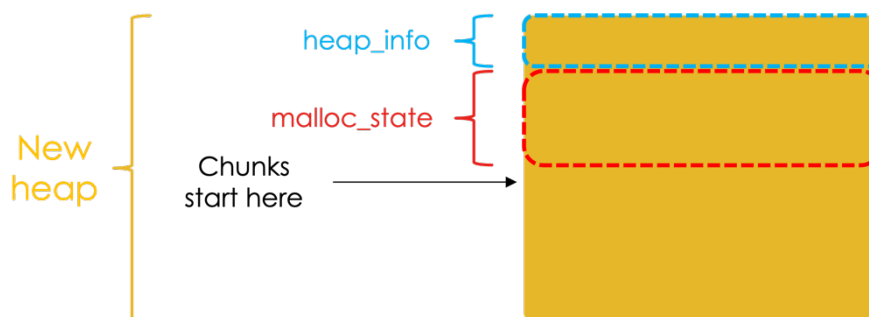 heap_info
malloc_state
New
heap
Chunks
start here